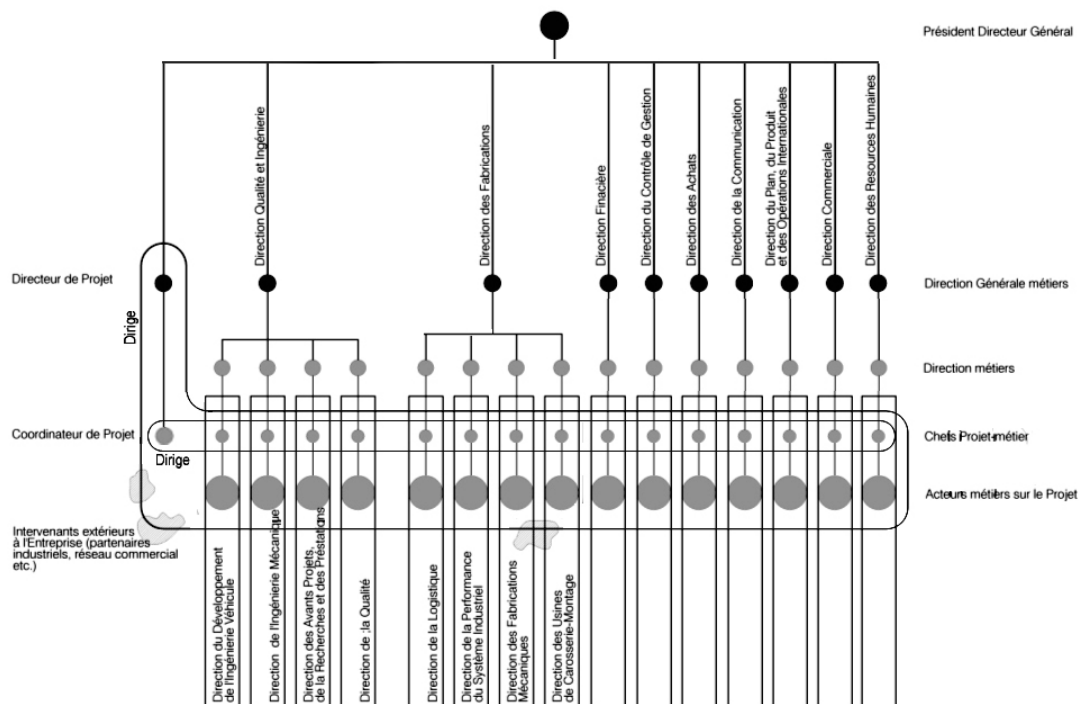 Président Directeur Général
Direction Qualité et Ingénierie
Direction des Fabrications
Direction Finacière
Direction du Contrôle de Gestion
Direction des Achats
Direction de la Communication
Direction du Plan, du Produit
et des Opérations Internationales
Direction Commerciale
Direction des Resources Humaines
Directeur de Projet
Direction Générale métiers
Dirige
Direction métiers
Coordinateur de Projet
Chefs Projet-métier
Dirige
Acteurs métiers sur le Projet
Intervenants extérieurs
à l'Entreprise (partenaires
industriels, réseau commercial
etc.)
Direction du Développement
de l'Ingénierie Véhicule
Direction de l'Ingénierie Mécanique
Direction des Avants Projets,
de la Recherches et des Préstations
Direction de ;la Qualité
Direction de la Logistique
Direction de la Performance
du Système Industriel
Direction des Fabrications
Mécaniques
Direction des Usines
de Carosserie-Montage